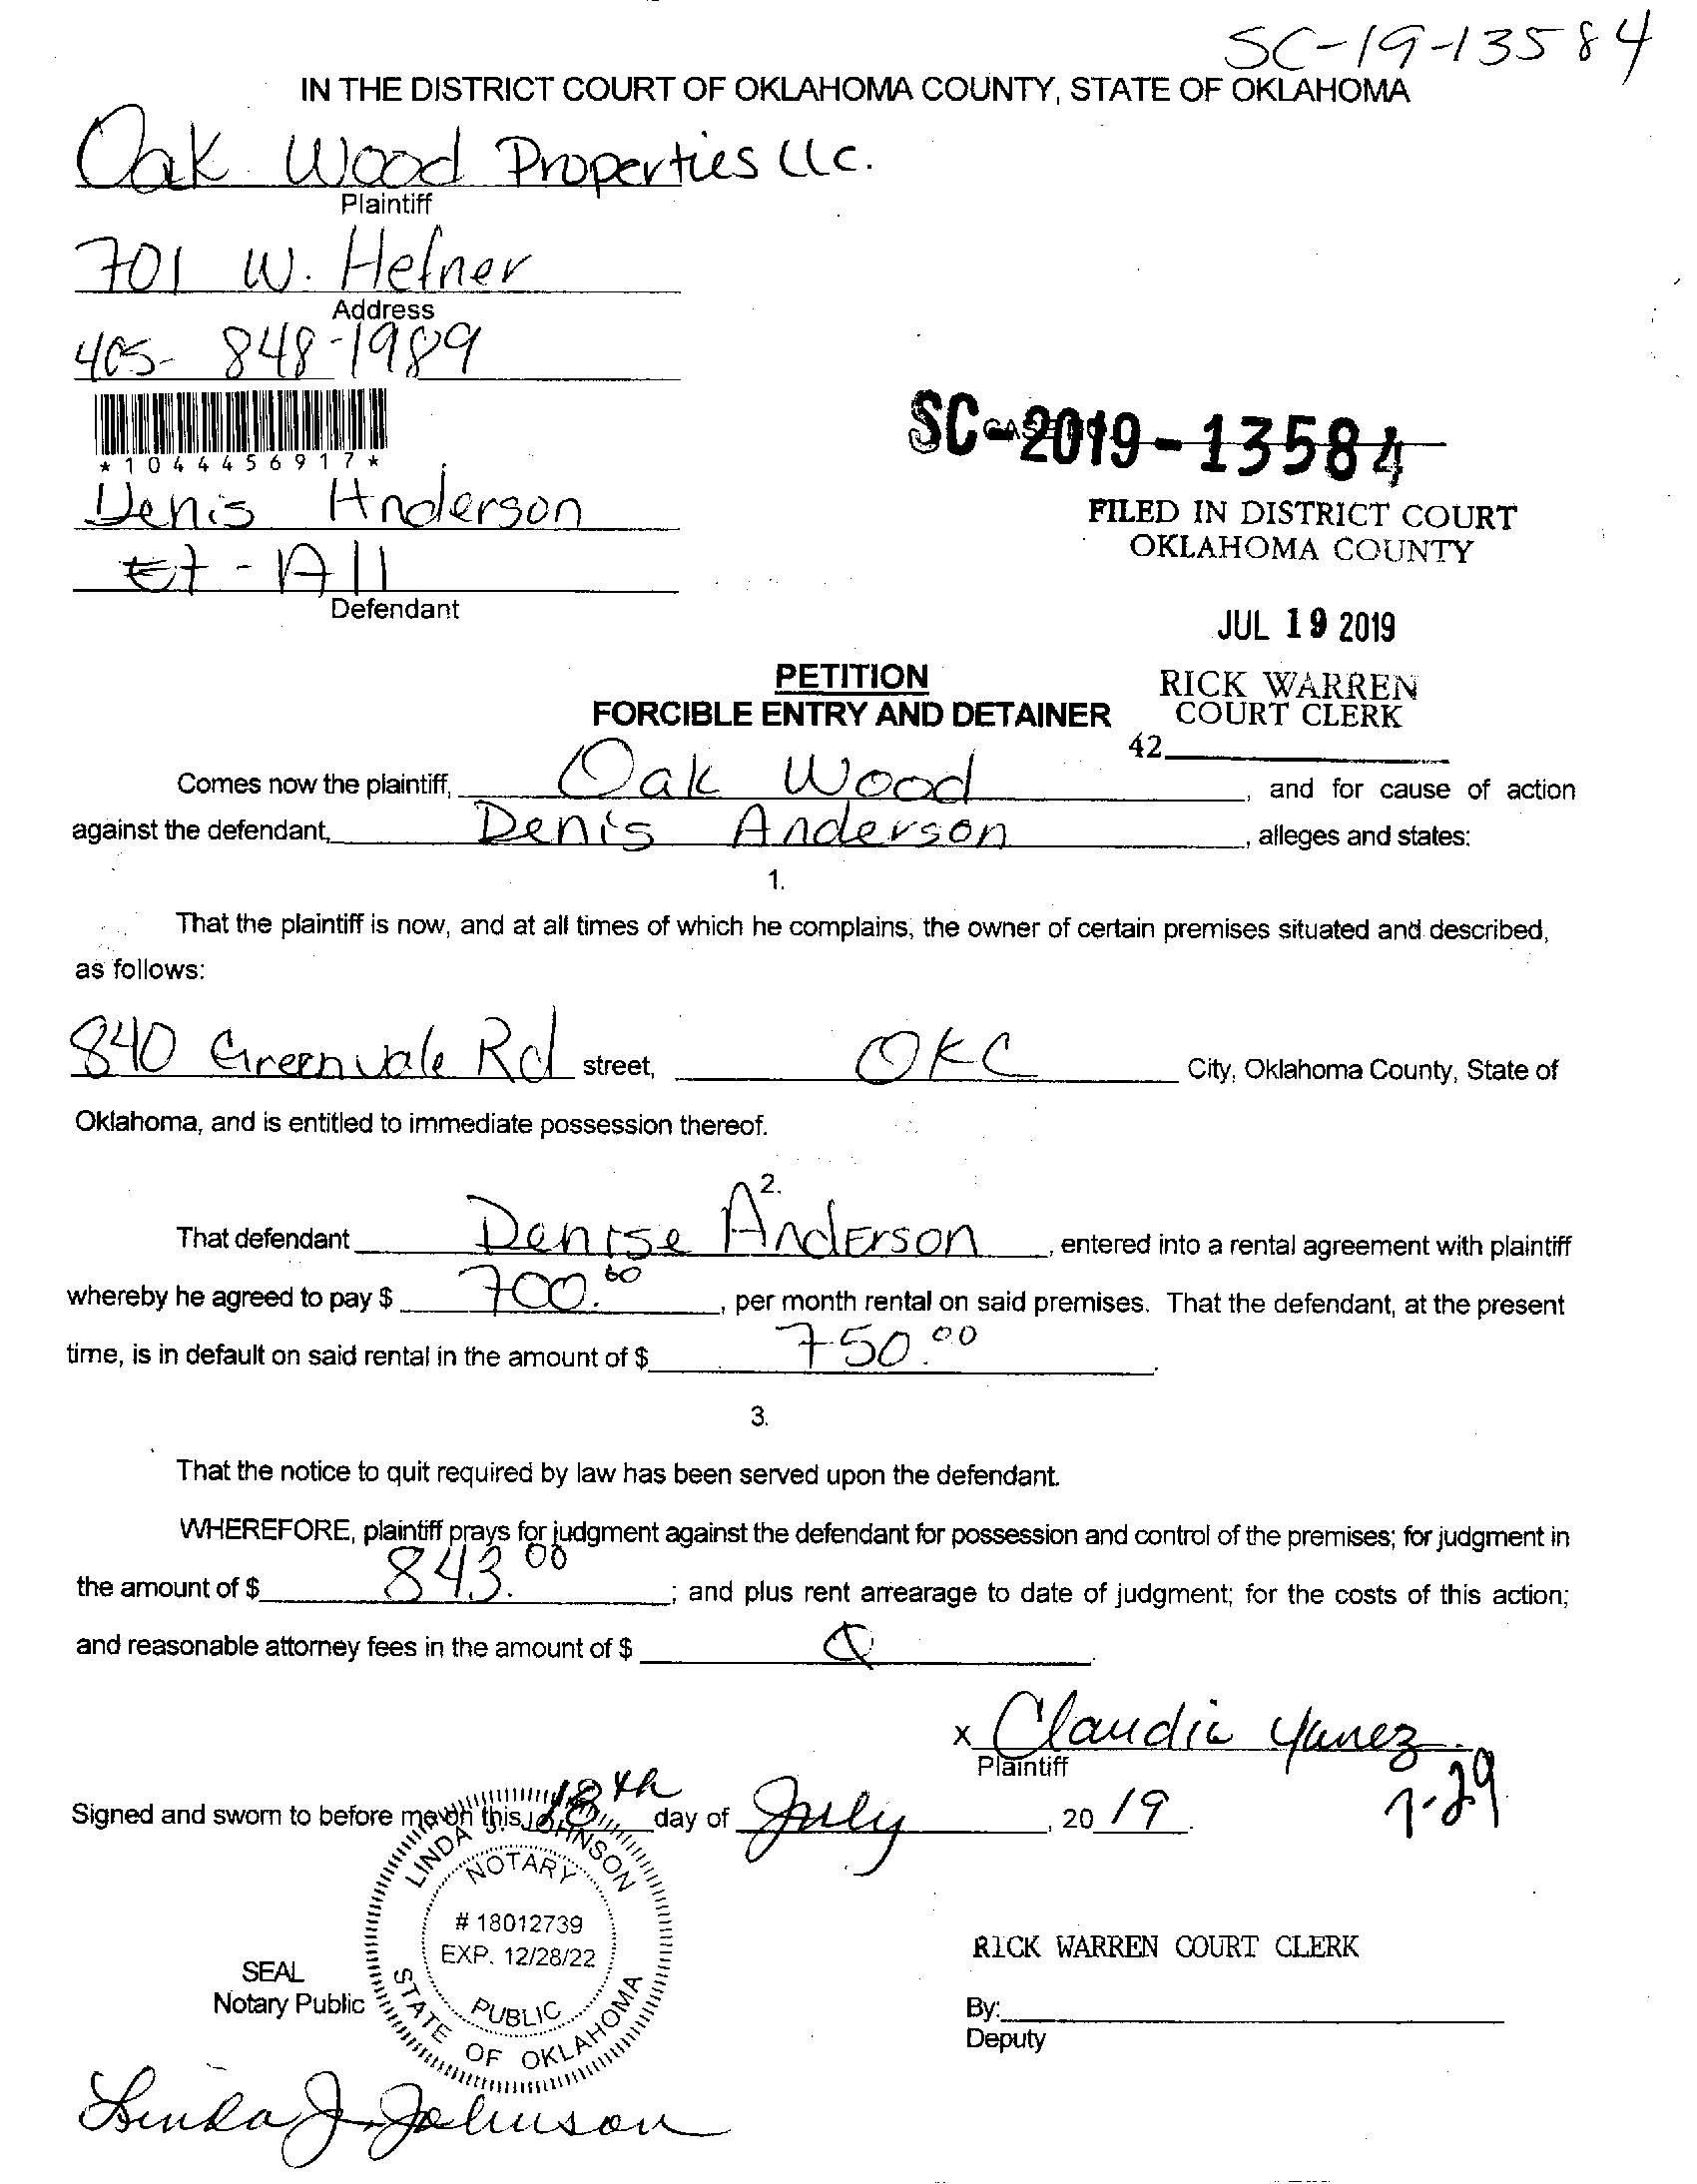 SC-19-13584
IN THE DISTRICT COURT OF OKLAHOMA COUNTY, STATE OF OKLAHOMA
Oak Wood Properties LLC.
Plaintiff
701 W. Hefner
Address
405-848-1989
*1044456917*
SC-2019-13584
Denis Anderson
FILED IN DISTRICT COURT
OKLAHOMA COUNTY
Et-All
Defendant
JUL 19 2019
PETITION
RICK WARREN
FORCIBLE ENTRY AND DETAINER
COURT CLERK
42
Comes now the plaintiff, Oak Wood, and for cause of action
against the defendant, Denis Anderson, alleges and states:
1.
That the plaintiff is now, and at all times of which he complains, the owner of certain premises situated and described,
as follows:
840 Greenvale Rd street, OKC City, Oklahoma County, State of
Oklahoma, and is entitled to immediate possession thereof.
2.
That defendant Denise Anderson, entered into a rental agreement with plaintiff
whereby he agreed to pay $ 700.00, per month rental on said premises. That the defendant, at the present
time, is in default on said rental in the amount of $ 750.00.
3.
That the notice to quit required by law has been served upon the defendant.
WHEREFORE, plaintiff prays for judgment against the defendant for possession and control of the premises; for judgment in
the amount of $ 843.00; and plus rent arrearage to date of judgment; for the costs of this action;
and reasonable attorney fees in the amount of $
x Claudia Yanez
Plaintiff
7-29
Signed and sworn to before me on this 18th day of July, 20 19.
LINDA J. JOHNSON
NOTARY
# 18012739
EXP. 12/28/22
PUBLIC
STATE OF OKLAHOMA
SEAL
Notary Public
RICK WARREN COURT CLERK
By:
Deputy
Linda J. Johnson